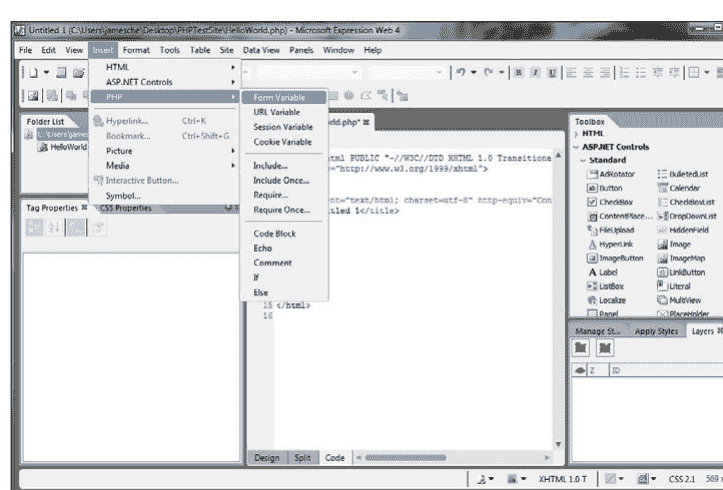 Untitled 1 (C:\Users\jamesche\Desktop\PHPTestSite\HelloWorld.php) - Microsoft Expression Web 4
File Edit View Insert Format Tools Table Site Data View Panels Window Help
HTML
ASP.NET Controls
PHP
Hyperlink... Ctrl+K
Bookmark... Ctrl+Shift+G
Picture
Media
Interactive Button...
Symbol...
Form Variable
URL Variable
Session Variable
Cookie Variable
Include...
Include Once...
Require...
Require Once...
Code Block
Echo
Comment
If
Else
Folder List
C:\Users\james
HelloWorld
Tag Properties CSS Properties
rld.php*
tml PUBLIC "-//W3C//DTD XHTML 1.0 Transitiona
="http://www.w3.org/1999/xhtml">
nt="text/html; charset=utf-8" http-equiv="Con
titled 1</title>
15 </html>
16
Design Split Code
Toolbox
HTML
ASP.NET Controls
Standard
AdRotator BulletedList
Button Calendar
CheckBox CheckBoxList
ContentPlace... DropDownList
FileUpload HiddenField
HyperLink Image
ImageButton ImageMap
Label LinkButton
ListBox Literal
Localize MultiView
Panel PlaceHolder
Manage St... Apply Styles Layers
Z ID
XHTML 1.0 T CSS 2.1 569